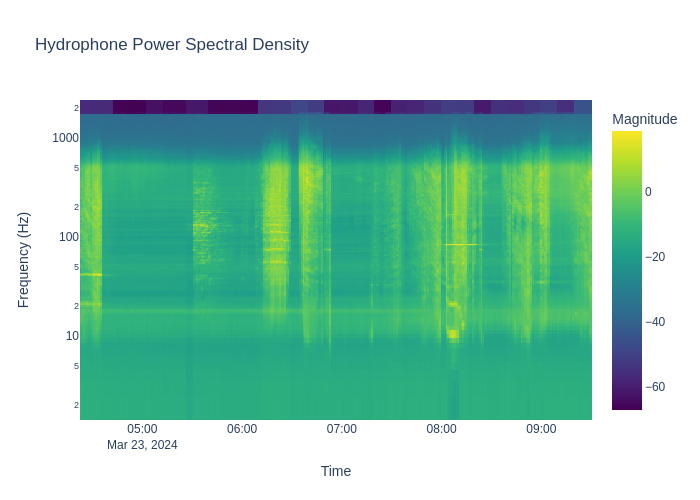 Hydrophone Power Spectral Density
Magnitude
0
−20
−40
−60
Frequency (Hz)
2
1000
5
2
100
5
2
10
5
2
05:00 06:00 07:00 08:00 09:00
Mar 23, 2024
Time